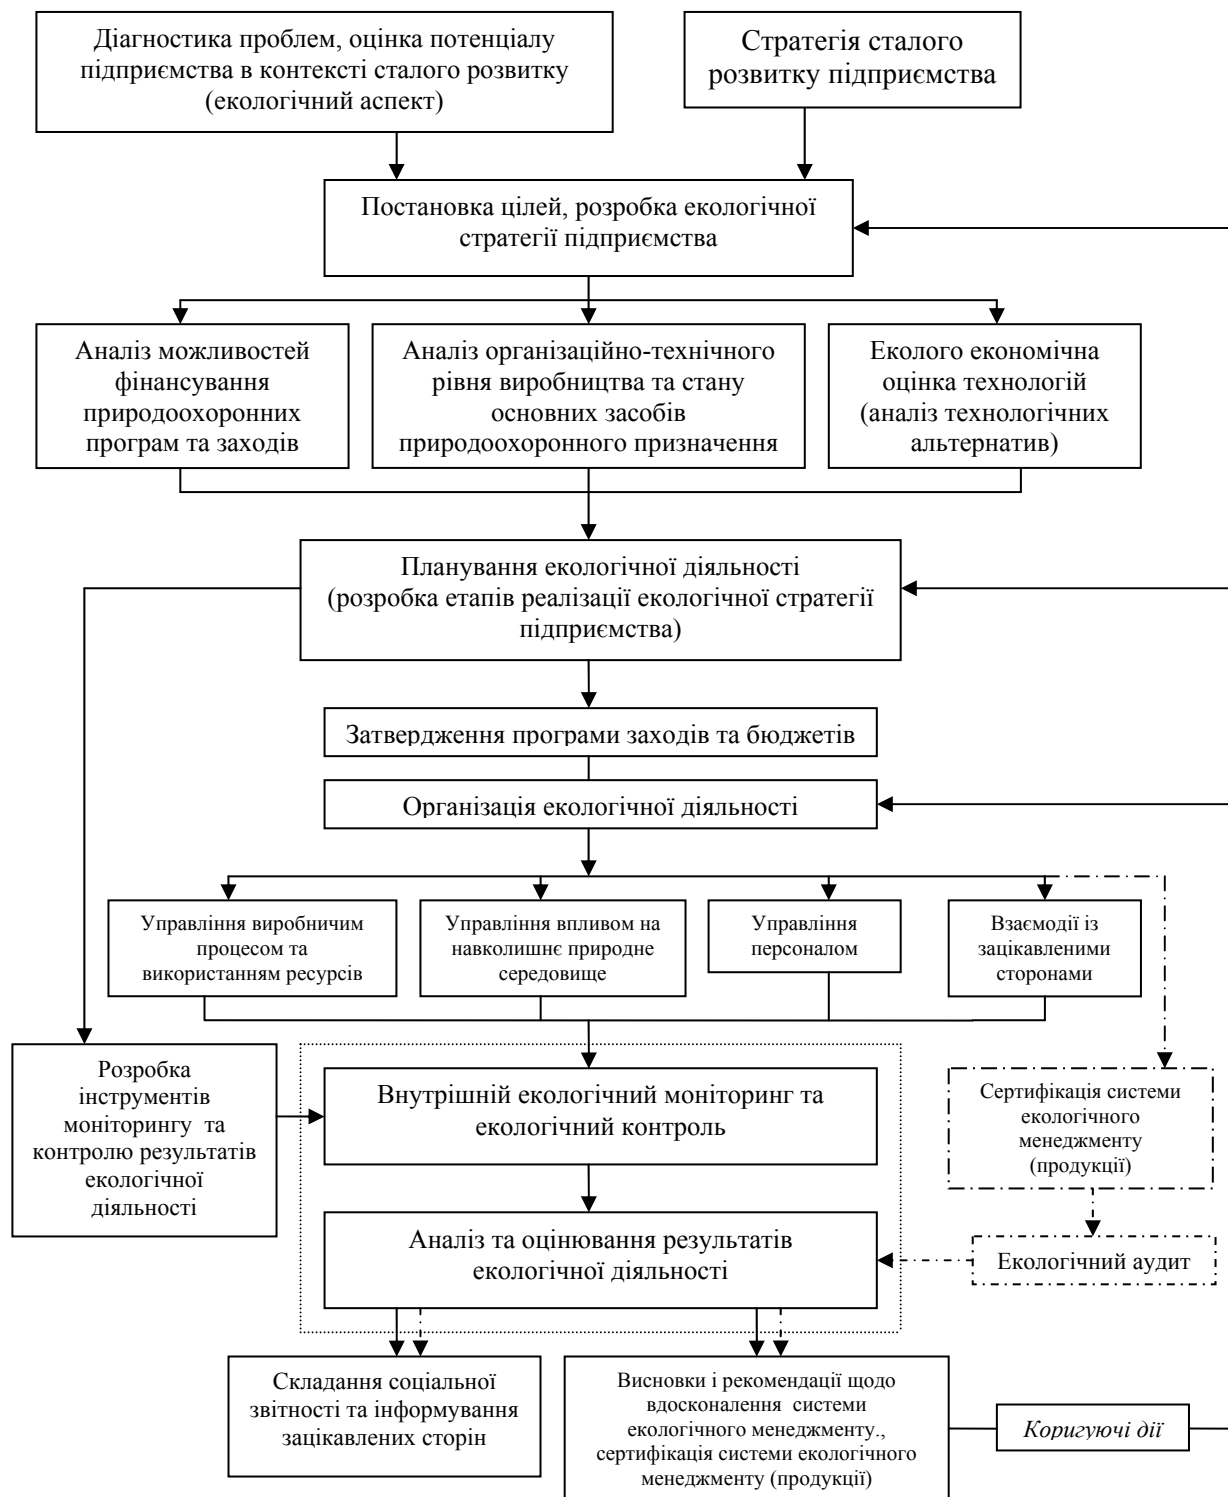 Діагностика проблем, оцінка потенціалу
підприємства в контексті сталого розвитку
(екологічний аспект)
Стратегія сталого
розвитку підприємства
Постановка цілей, розробка екологічної
стратегії підприємства
Аналіз можливостей
фінансування
природоохоронних
програм та заходів
Аналіз організаційно-технічного
рівня виробництва та стану
основних засобів
природоохоронного призначення
Еколого економічна
оцінка технологій
(аналіз технологічних
альтернатив)
Планування екологічної діяльності
(розробка етапів реалізації екологічної стратегії
підприємства)
Затвердження програми заходів та бюджетів
Організація екологічної діяльності
Управління виробничим
процесом та
використанням ресурсів
Управління впливом на
навколишнє природне
середовище
Управління
персоналом
Взаємодії із
зацікавленими
сторонами
Розробка
інструментів
моніторингу та
контролю результатів
екологічної
діяльності
Внутрішній екологічний моніторинг та
екологічний контроль
Сертифікація системи
екологічного
менеджменту
(продукції)
Аналіз та оцінювання результатів
екологічної діяльності
Екологічний аудит
Складання соціальної
звітності та інформування
зацікавлених сторін
Висновки і рекомендації щодо
вдосконалення системи
екологічного менеджменту.,
сертифікація системи екологічного
менеджменту (продукції)
Коригуючі дії